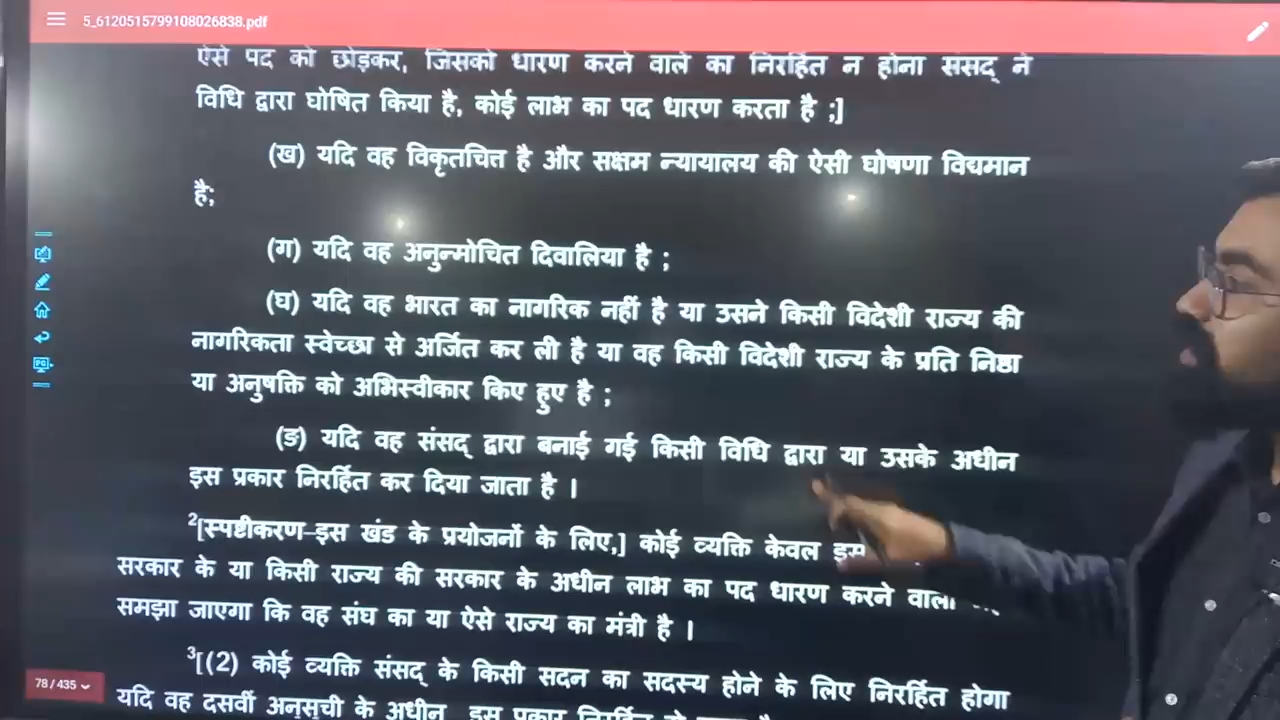 5_6120515799108026838.pdf
ऐसे पद को छोड़कर, जिसको धारण करने वाले का निरर्हित न होना संसद् ने
विधि द्वारा घोषित किया है, कोई लाभ का पद धारण करता है ;]
(ख) यदि वह विकृतचित्त है और सक्षम न्यायालय की ऐसी घोषणा विद्यमान
है;
(ग) यदि वह अनुन्मोचित दिवालिया है ;
(घ) यदि वह भारत का नागरिक नहीं है या उसने किसी विदेशी राज्य की
नागरिकता स्वेच्छा से अर्जित कर ली है या वह किसी विदेशी राज्य के प्रति निष्ठा
या अनुषक्ति को अभिस्वीकार किए हुए है ;
(ङ) यदि वह संसद् द्वारा बनाई गई किसी विधि द्वारा या उसके अधीन
इस प्रकार निरर्हित कर दिया जाता है ।
2[स्पष्टीकरण–इस खंड के प्रयोजनों के लिए,] कोई व्यक्ति केवल इस
सरकार के या किसी राज्य की सरकार के अधीन लाभ का पद धारण करने वाला
समझा जाएगा कि वह संघ का या ऐसे राज्य का मंत्री है ।
3[(2) कोई व्यक्ति संसद् के किसी सदन का सदस्य होने के लिए निरर्हित होगा
यदि वह दसवीं अनुसूची के अधीन इस प्रकार निरर्हित
78 / 435